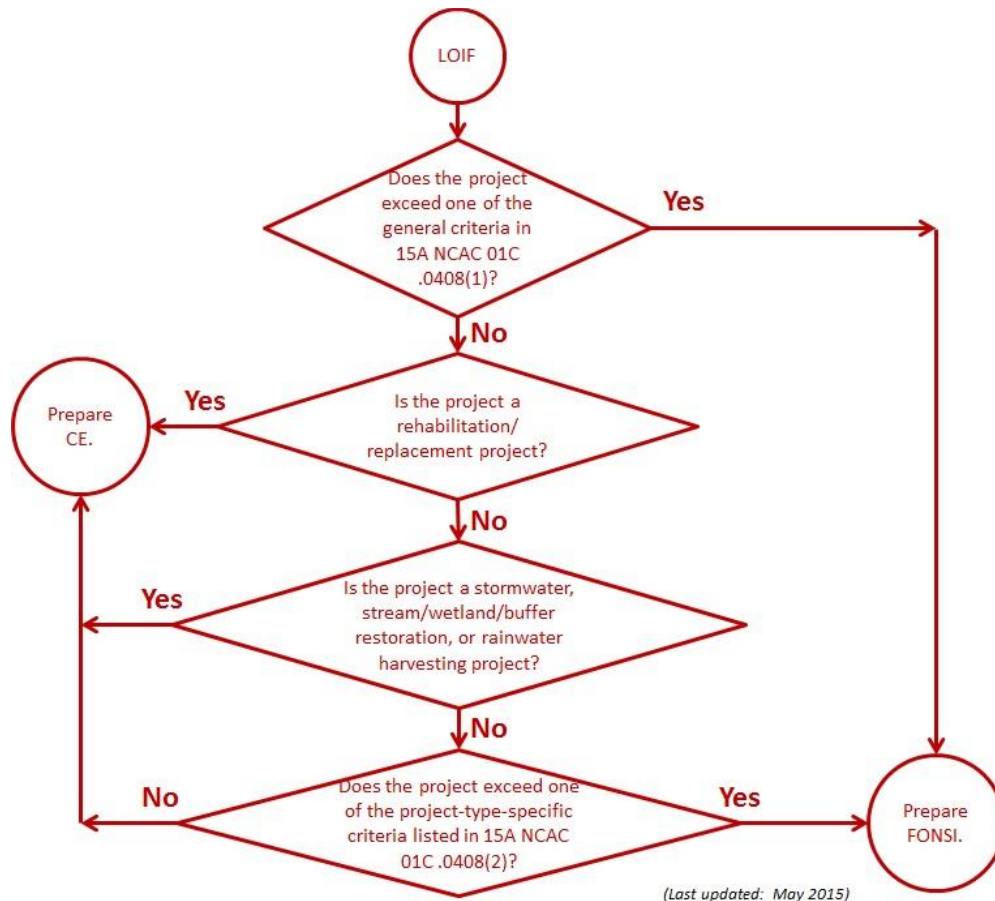 LOIF
Does the project
exceed one of the
general criteria in
15A NCAC 01C
.0408(1)?
Yes
No
Is the project a
rehabilitation/
replacement project?
Yes
Prepare
CE.
No
Is the project a stormwater,
stream/wetland/buffer
restoration, or rainwater
harvesting project?
Yes
No
Does the project exceed one
of the project-type-specific
criteria listed in 15A NCAC
01C .0408(2)?
No
Yes
Prepare
FONSI.
(Last updated: May 2015)